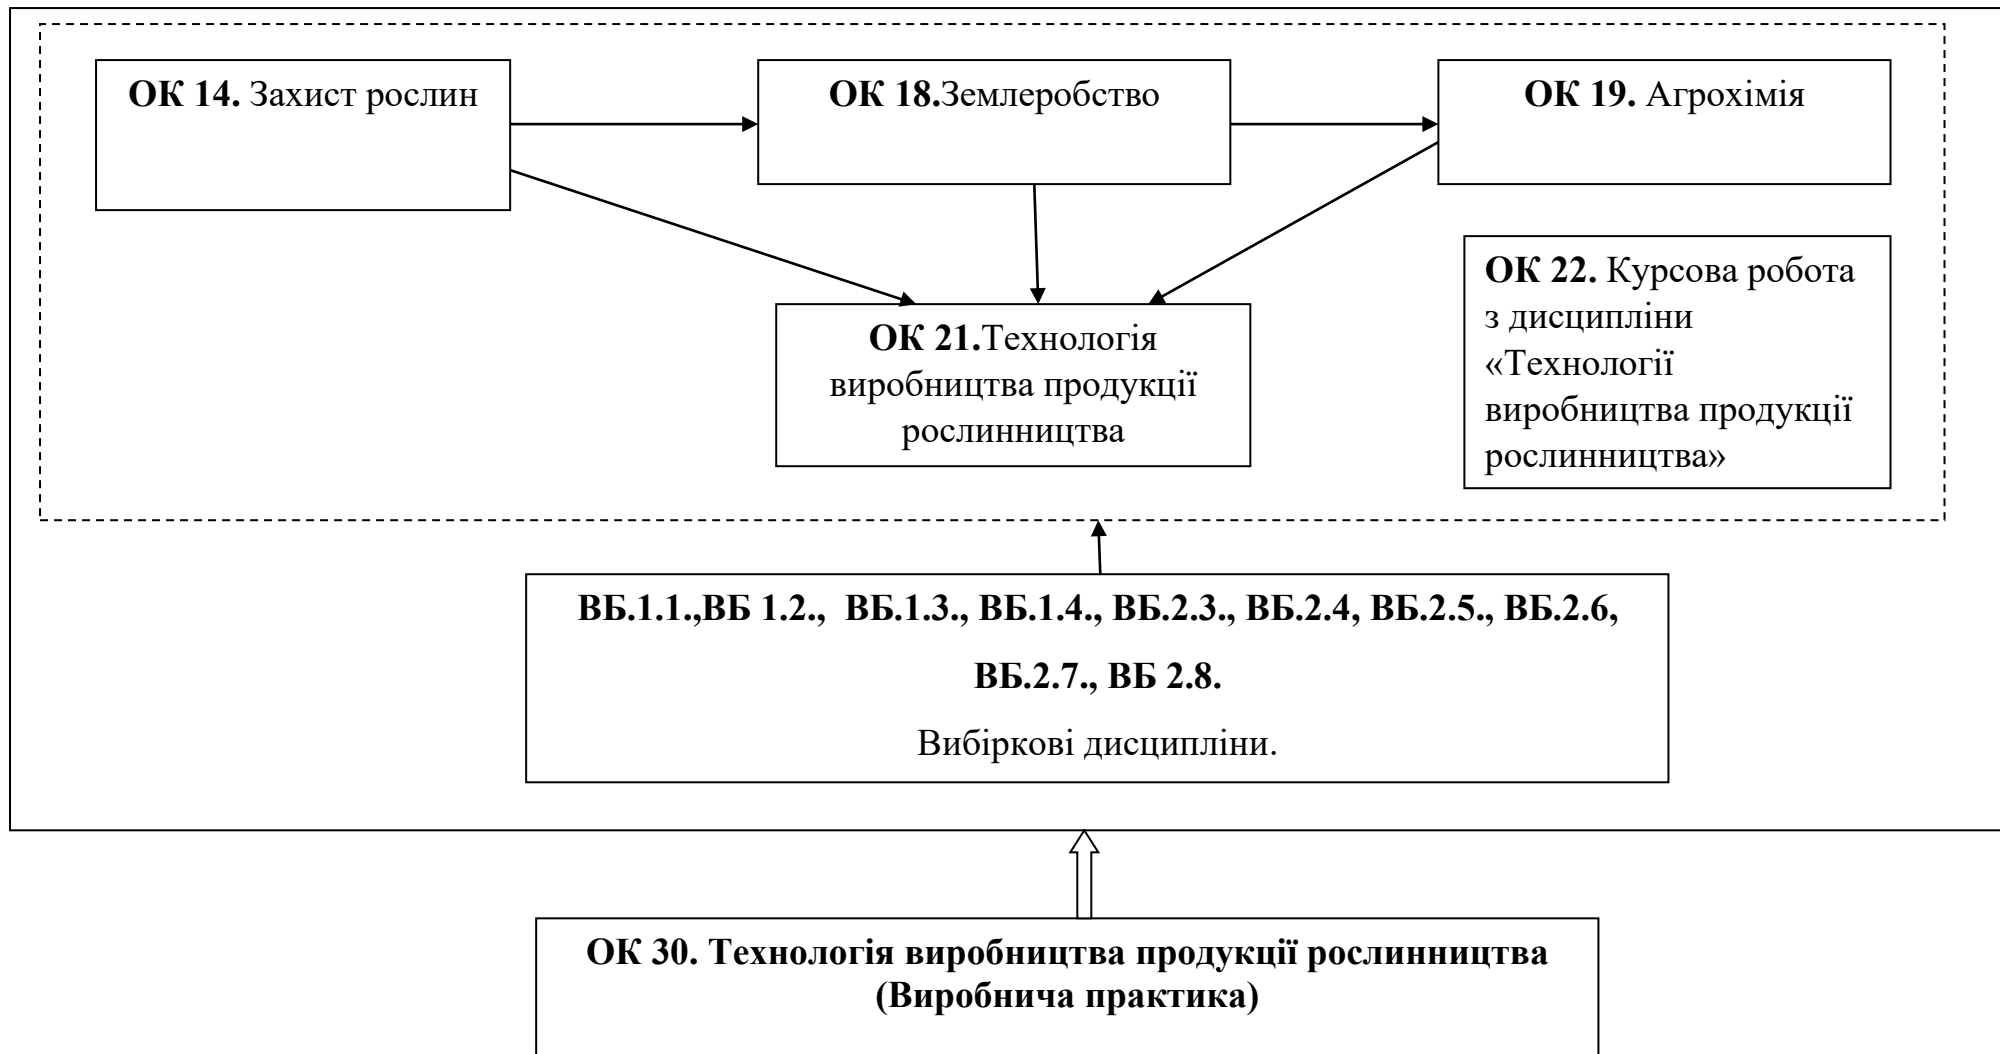 ОК 14. Захист рослин
ОК 18.Землеробство
ОК 19. Агрохімія
ОК 22. Курсова робота
з дисципліни
«Технології
виробництва продукції
рослинництва»
ОК 21.Технологія
виробництва продукції
рослинництва
ВБ.1.1.,ВБ 1.2.,  ВБ.1.3., ВБ.1.4., ВБ.2.3., ВБ.2.4, ВБ.2.5., ВБ.2.6,
ВБ.2.7., ВБ 2.8.
Вибіркові дисципліни.
ОК 30. Технологія виробництва продукції рослинництва
(Виробнича практика)